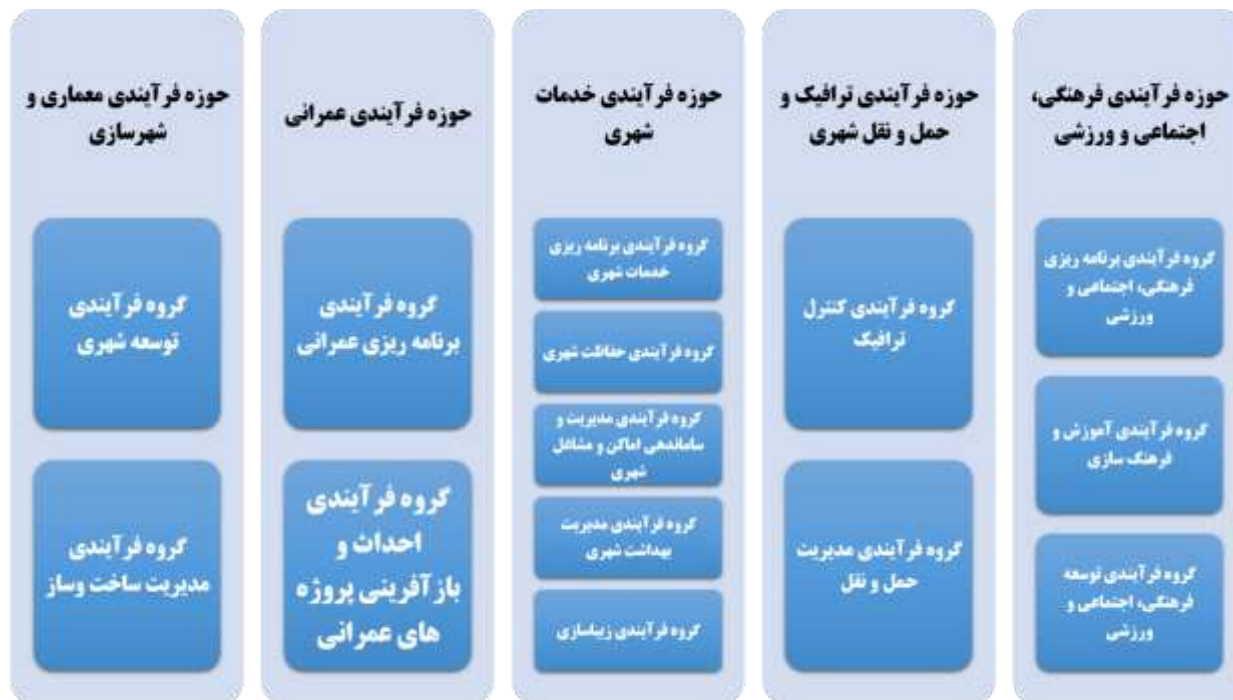 حوزه فرآیندی فرهنگی،
اجتماعی و ورزشی
گروه فرآیندی برنامه ریزی
فرهنگی، اجتماعی و
ورزشی
گروه فرآیندی آموزش و
فرهنگ سازی
گروه فرآیندی توسعه
فرهنگی، اجتماعی و
ورزشی
حوزه فرآیندی ترافیک و
حمل و نقل شهری
گروه فرآیندی کنترل
ترافیک
گروه فرآیندی مدیریت
حمل و نقل
حوزه فرآیندی خدمات
شهری
گروه فرآیندی برنامه ریزی
خدمات شهری
گروه فرآیندی حفاظت شهری
گروه فرآیندی مدیریت و
ساماندهی اماکن و مشاغل
شهری
گروه فرآیندی مدیریت
بهداشت شهری
گروه فرآیندی زیباسازی
حوزه فرآیندی عمرانی
گروه فرآیندی
برنامه ریزی عمرانی
گروه فرآیندی
احداث و
بازآفرینی پروژه
های عمرانی
حوزه فرآیندی معماری و
شهرسازی
گروه فرآیندی
توسعه شهری
گروه فرآیندی
مدیریت ساخت وساز